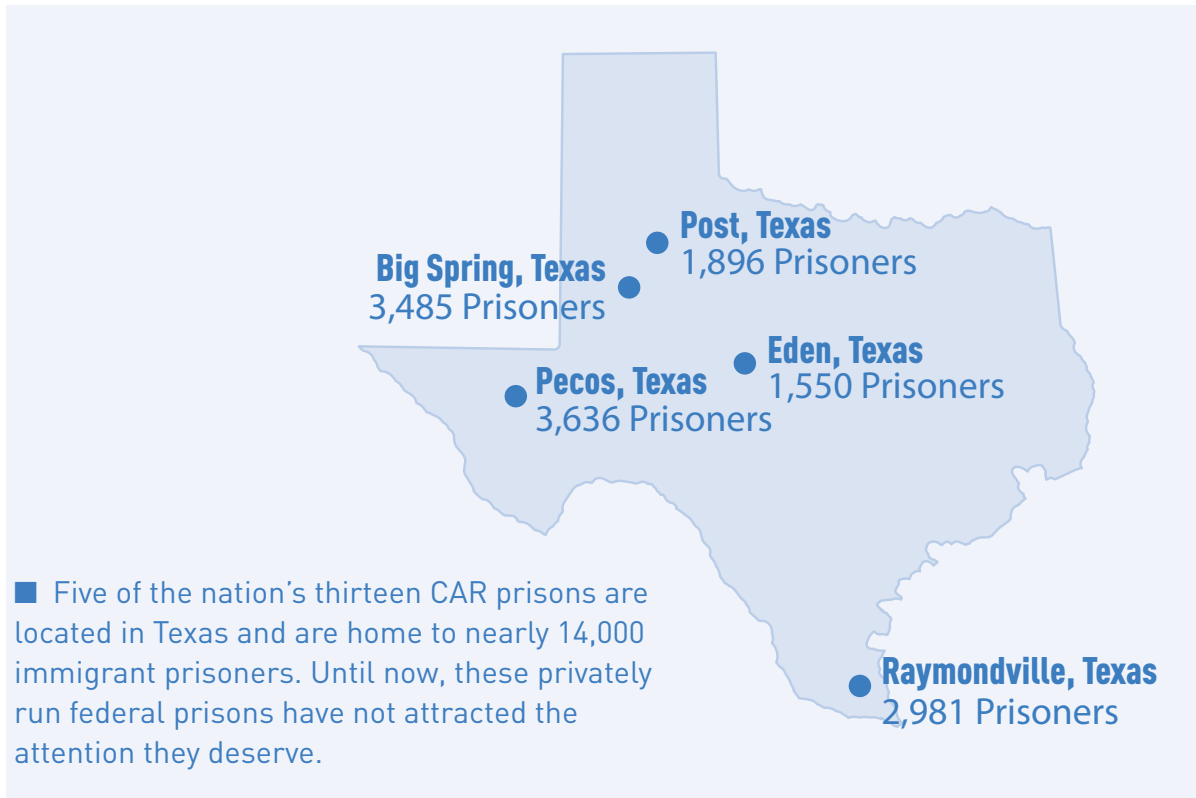 Post, Texas
1,896 Prisoners
Big Spring, Texas
3,485 Prisoners
Eden, Texas
1,550 Prisoners
Pecos, Texas
3,636 Prisoners
■ Five of the nation’s thirteen CAR prisons are
located in Texas and are home to nearly 14,000
immigrant prisoners. Until now, these privately
run federal prisons have not attracted the
attention they deserve.
Raymondville, Texas
2,981 Prisoners